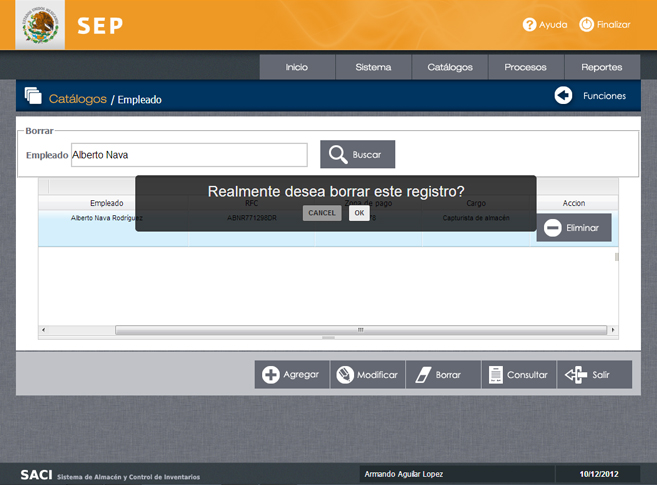 SEP
Ayuda
Finalizar
Inicio
Sistema
Catálogos
Procesos
Reportes
Catálogos / Empleado
Funciones
Borrar
Empleado
Alberto Nava
Buscar
Realmente desea borrar este registro?
CANCEL
OK
Empleado
RFC
Zona de pago
Cargo
Accion
Alberto Nava Rodríguez
ABNR771298DR
Capturista de almacén
Eliminar
Agregar
Modificar
Borrar
Consultar
Salir
SACI Sistema de Almacén y Control de Inventarios
Armando Aguilar Lopez
10/12/2012